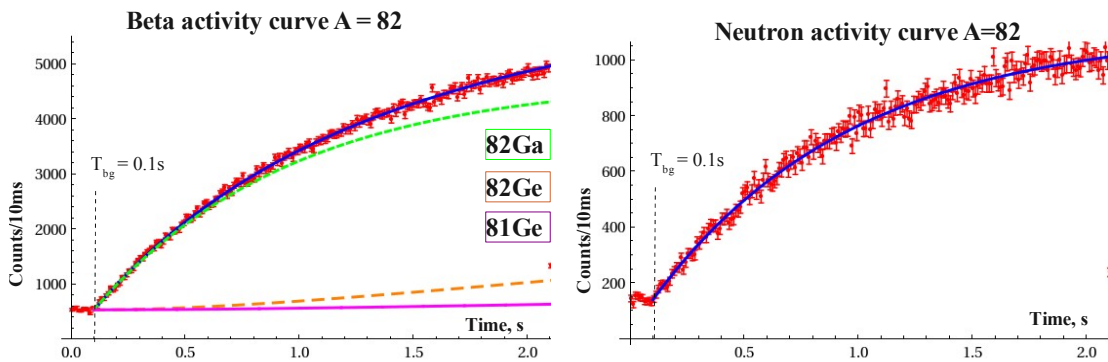 Beta activity curve A = 82
5000
4000
3000
2000
1000
Counts/10ms
T_bg = 0.1s
82Ga
82Ge
81Ge
Time, s
0.0 0.5 1.0 1.5 2.0
Neutron activity curve A=82
1000
800
600
400
200
Counts/10ms
T_bg = 0.1s
Time, s
0.5 1.0 1.5 2.0